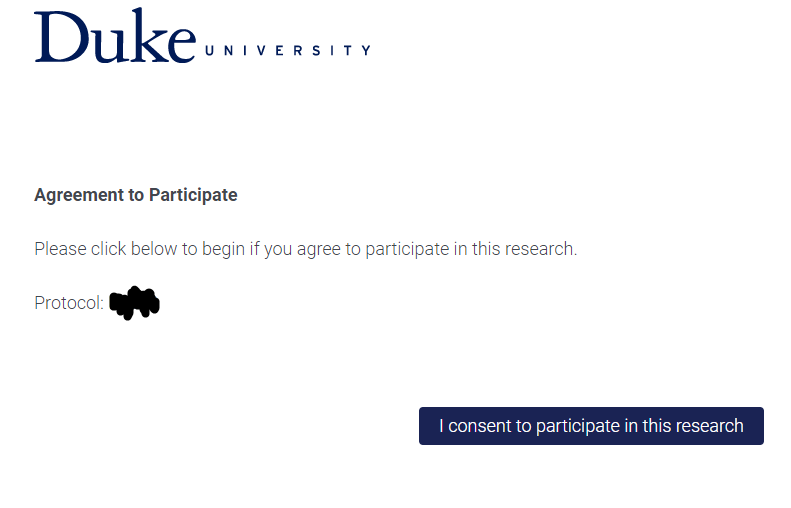 Duke UNIVERSITY
Agreement to Participate
Please click below to begin if you agree to participate in this research.
Protocol:
I consent to participate in this research